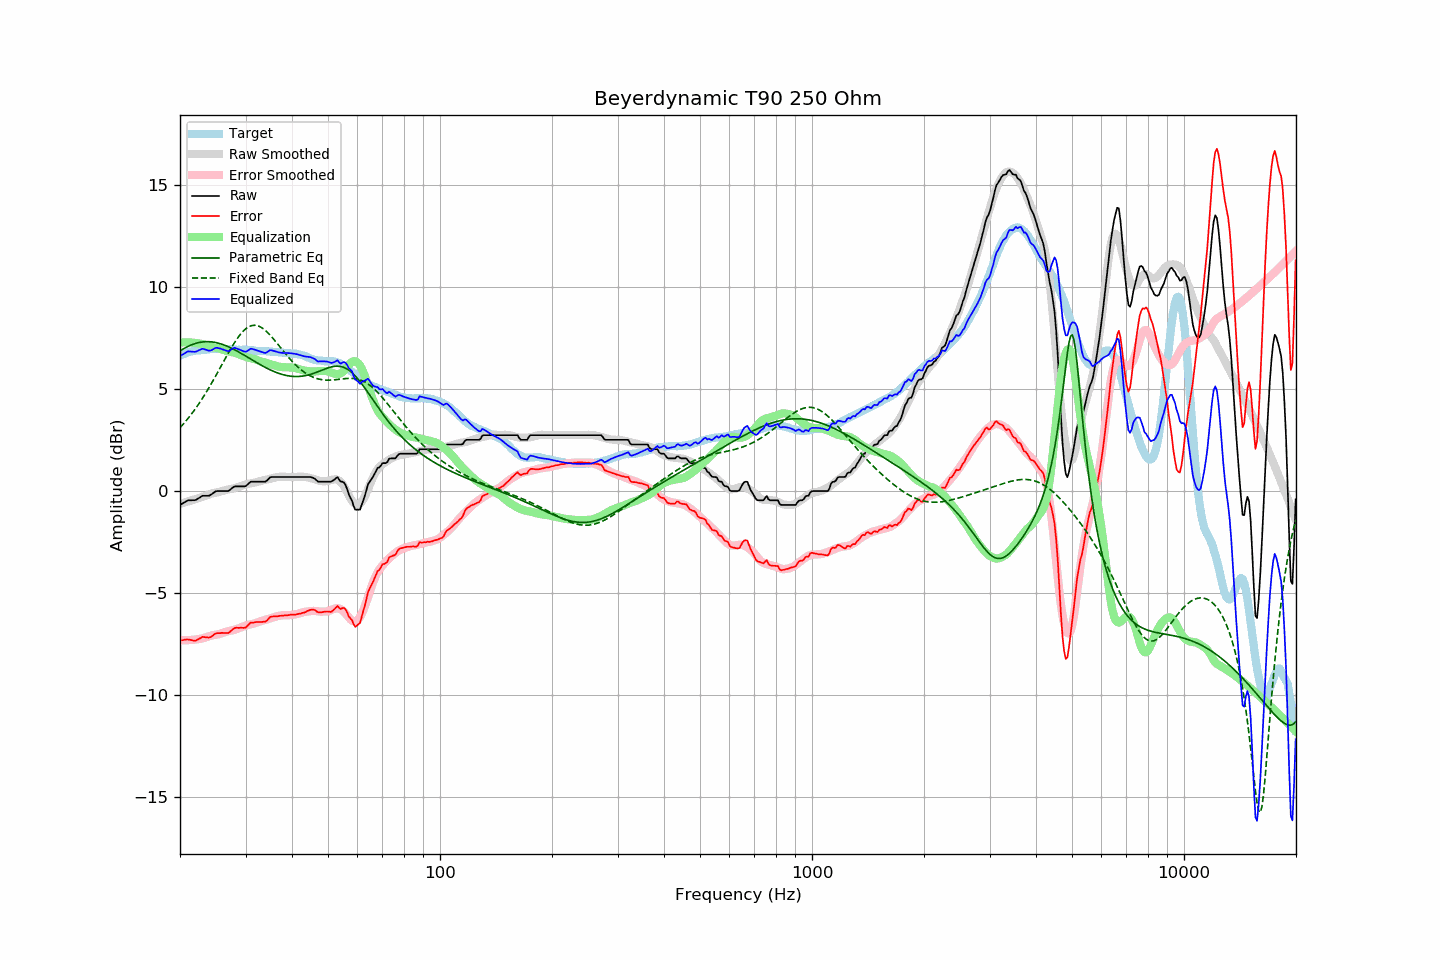 Beyerdynamic T90 250 Ohm
Target
Raw Smoothed
Error Smoothed
Raw
Error
Equalization
Parametric Eq
Fixed Band Eq
Equalized
15
10
5
0
−5
−10
−15
Amplitude (dBr)
100 1000 10000
Frequency (Hz)